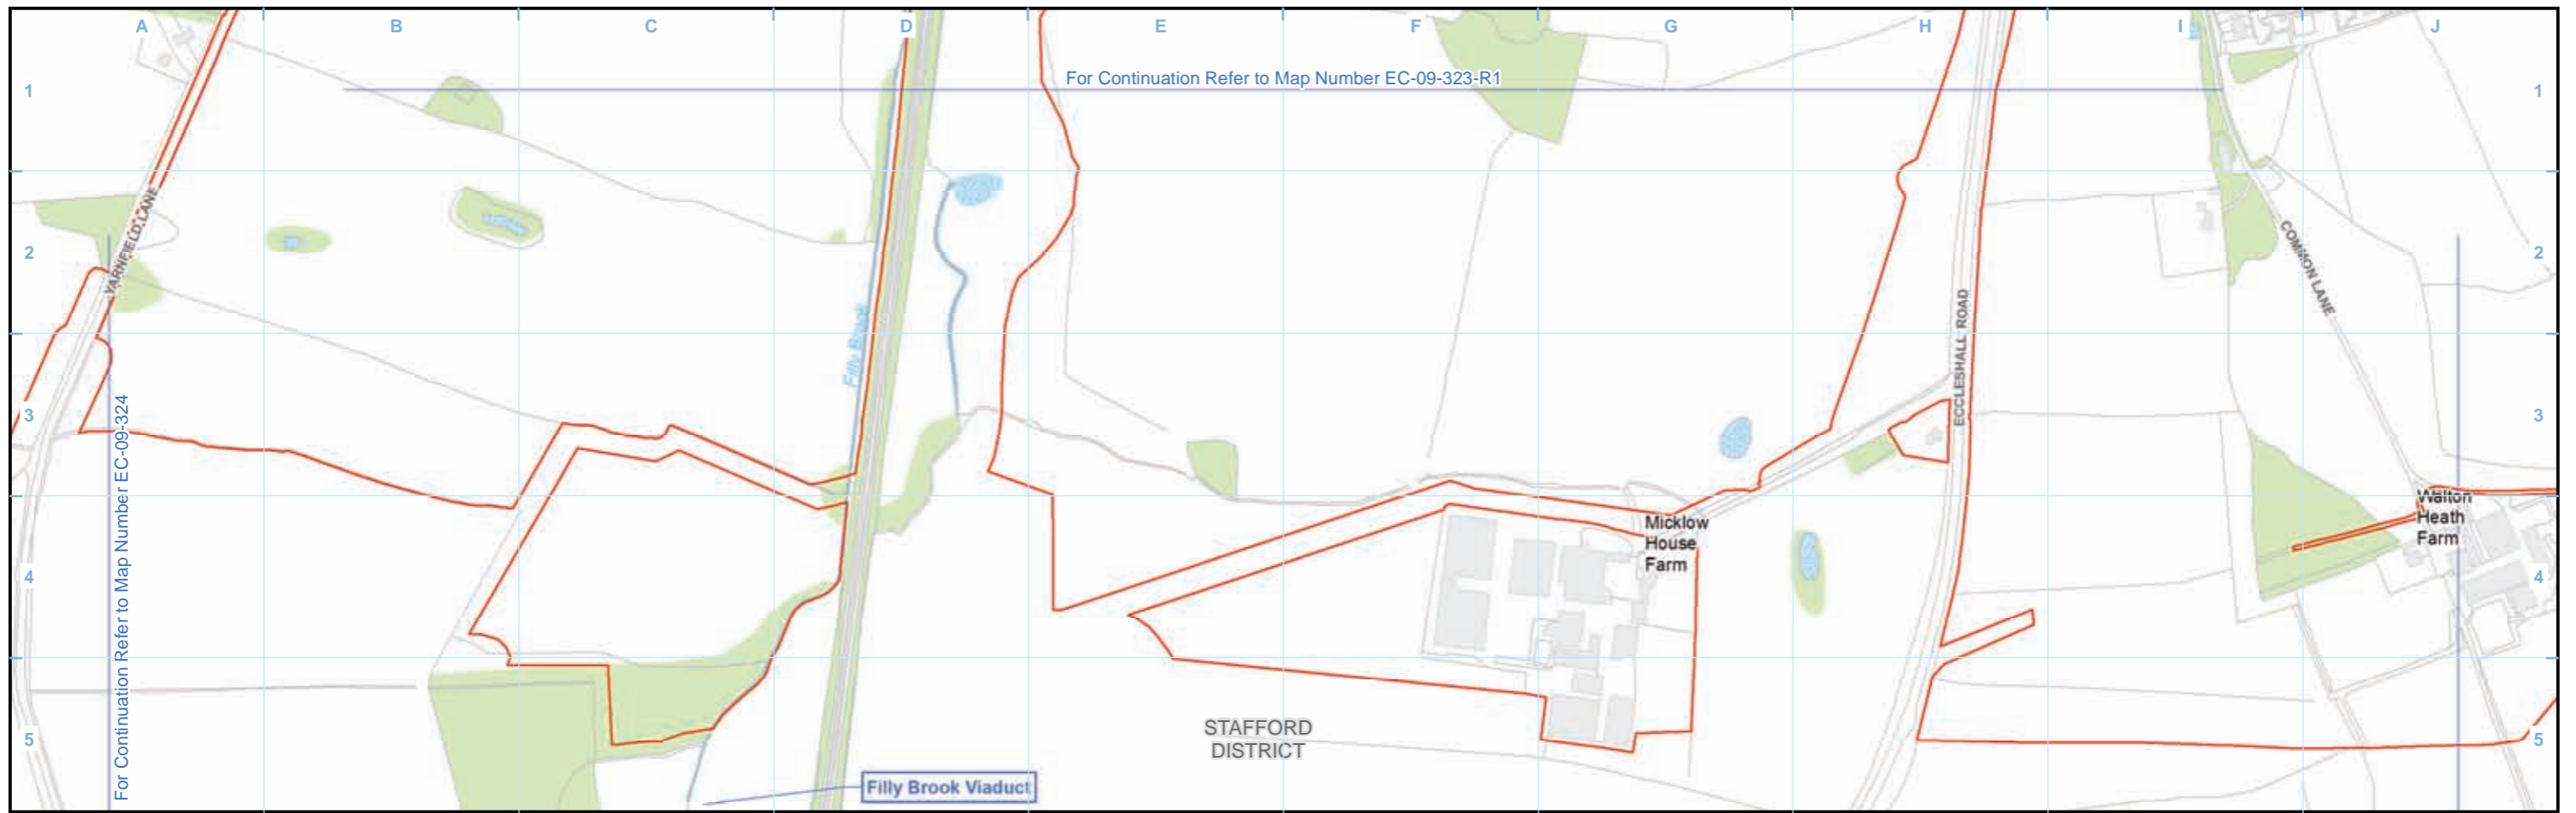 A
B
C
D
E
F
G
H
I
J
For Continuation Refer to Map Number EC-09-323-R1
1
1
YARNFIELD LANE
2
COMMON LANE
2
ECCLESHALL ROAD
Filly Brook
3
3
For Continuation Refer to Map Number EC-09-324
Micklow
House
Farm
Walton
Heath
Farm
4
4
STAFFORD
DISTRICT
5
5
Filly Brook Viaduct